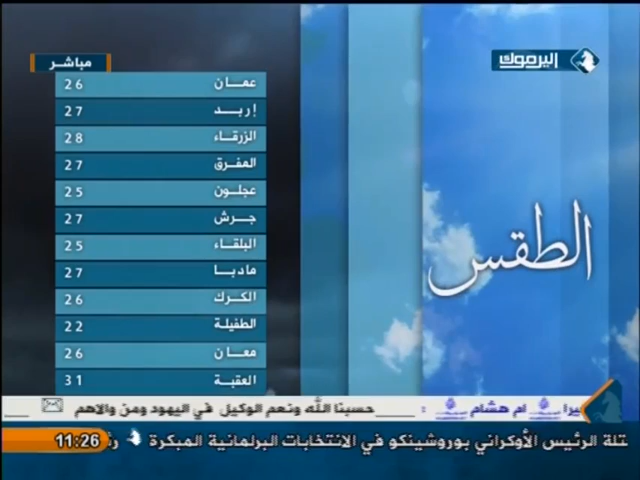 مباشر
اليرموك
عمان 26
إربد 27
الزرقاء 28
المفرق 27
عجلون 25
جرش 27
البلقاء 25
مادبا 27
الكرك 26
الطفيلة 22
معان 26
العقبة 31
الطقس
ام هشام : حسبنا الله ونعم الوكيل في اليهود ومن والاهم
تلة الرئيس الأوكراني بوروشينكو في الانتخابات البرلمانية المبكرة
11:26